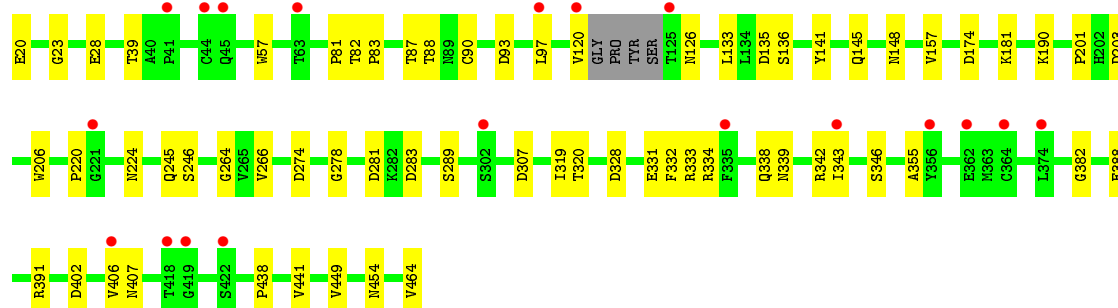 E20 G23 E28 T39 A40 P41 C44 Q45 W57 T63 P81 T82 P83 T87 T88 N89 C90 D93 L97 V120 GLY PRO TYR SER T125 N126 L133 L134 D135 S136 Y141 Q145 N148 V157 D174 K181 K190 P201 H202
W206 P220 G221 N224 Q245 S246 G264 V265 V266 D274 G278 D281 K282 D283 S289 S302 D307 I319 T320 D328 E331 F332 R333 R334 F335 Q338 N339 R342 I343 S346 A355 Y356 E362 M363 C364 L374 G382
R391 D402 V406 N407 T418 G419 S422 P438 V441 V449 N454 V464